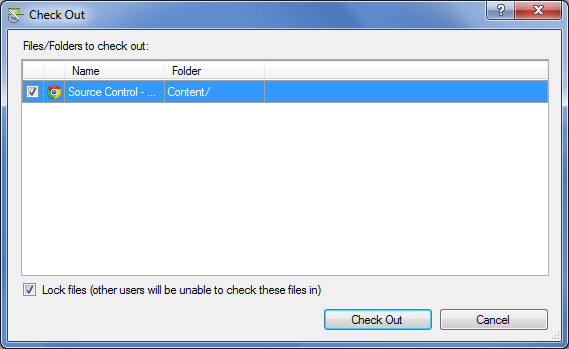 Check Out
Files/Folders to check out:
Name Folder
Source Control - ... Content/
Lock files (other users will be unable to check these files in)
Check Out Cancel